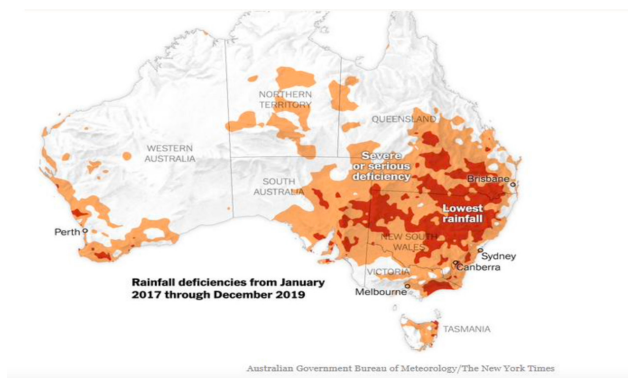 NORTHERN
TERRITORY
QUEENSLAND
WESTERN
AUSTRALIA
Severe
or serious
deficiency
SOUTH
AUSTRALIA
Brisbane
Lowest
rainfall
Perth
NEW SOUTH
WALES
Sydney
Canberra
VICTORIA
Melbourne
Rainfall deficiencies from January
2017 through December 2019
TASMANIA
Australian Government Bureau of Meteorology/The New York Times